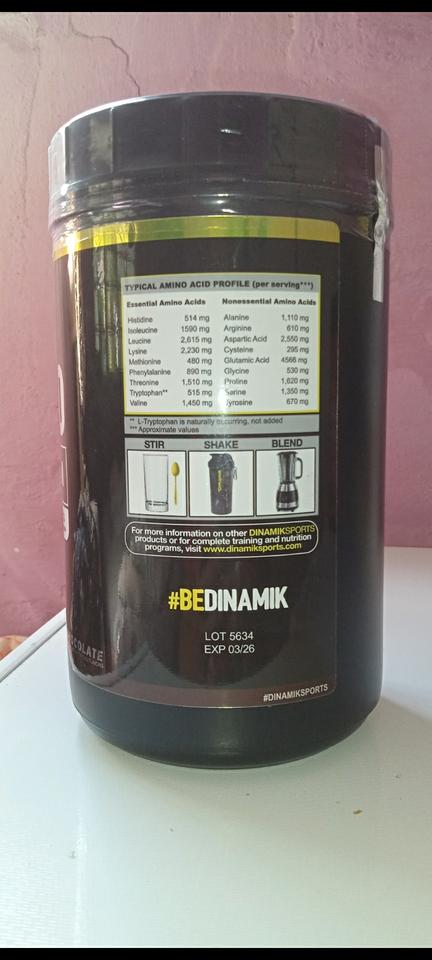 TYPICAL AMINO ACID PROFILE (per serving***)
Essential Amino Acids Nonessential Amino Acids
Histidine 514 mg Alanine 1,110 mg
Isoleucine 1590 mg Arginine 610 mg
Leucine 2,615 mg Aspartic Acid 2,550 mg
Lysine 2,230 mg Cysteine 295 mg
Methionine 480 mg Glutamic Acid 4566 mg
Phenylalanine 890 mg Glycine 530 mg
Threonine 1,510 mg Proline 1,620 mg
Tryptophan** 515 mg Serine 1,350 mg
Valine 1,450 mg Tyrosine 670 mg
** L-Tryptophan is naturally occurring, not added
*** Approximate values
STIR SHAKE BLEND
For more information on other DINAMIKSPORTS
products or for complete training and nutrition
programs, visit www.dinamiksports.com
#BEDINAMIK
LOT 5634
EXP 03/26
OCOLATE
#DINAMIKSPORTS